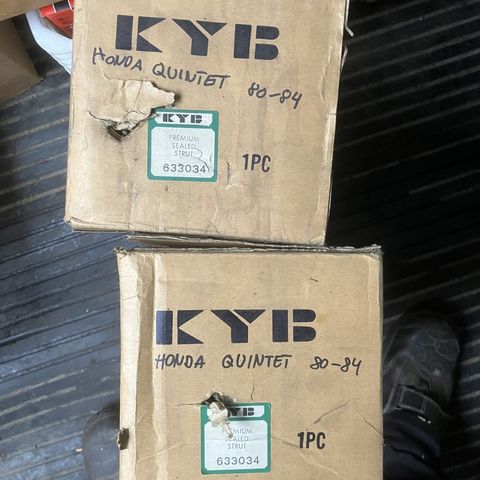 KYB
HONDA QUINTET 80-84
KYB
PREMIUM
SEALED
STRUT
633034
1PC
KYB
HONDA QUINTET 80-84
KYB
PREMIUM
SEALED
STRUT
633034
1PC